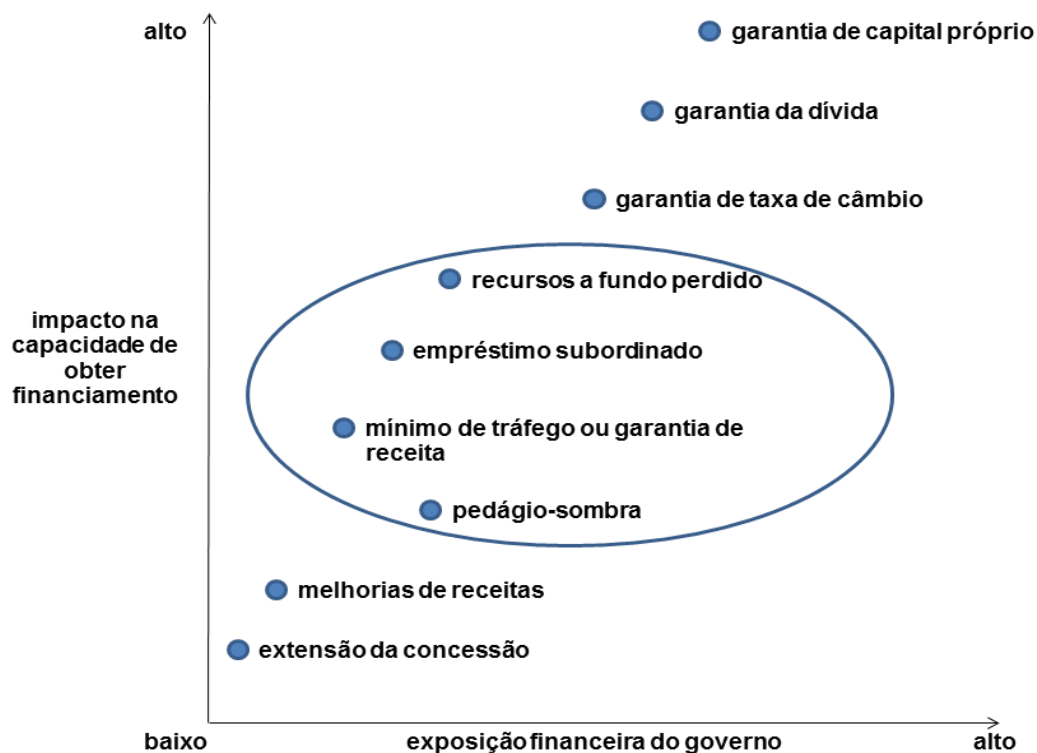 alto
garantia de capital próprio
garantia da dívida
garantia de taxa de câmbio
recursos a fundo perdido
impacto na
capacidade de
obter
financiamento
empréstimo subordinado
mínimo de tráfego ou garantia de
receita
pedágio-sombra
melhorias de receitas
extensão da concessão
baixo
exposição financeira do governo
alto